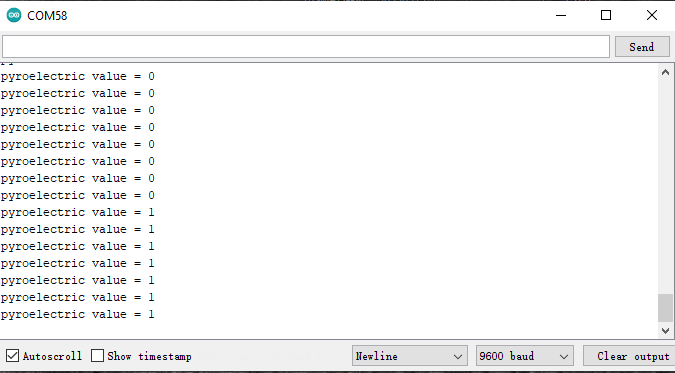 COM58
Send
pyroelectric value = 0
pyroelectric value = 0
pyroelectric value = 0
pyroelectric value = 0
pyroelectric value = 0
pyroelectric value = 0
pyroelectric value = 0
pyroelectric value = 0
pyroelectric value = 1
pyroelectric value = 1
pyroelectric value = 1
pyroelectric value = 1
pyroelectric value = 1
pyroelectric value = 1
pyroelectric value = 1
Autoscroll Show timestamp Newline 9600 baud Clear output